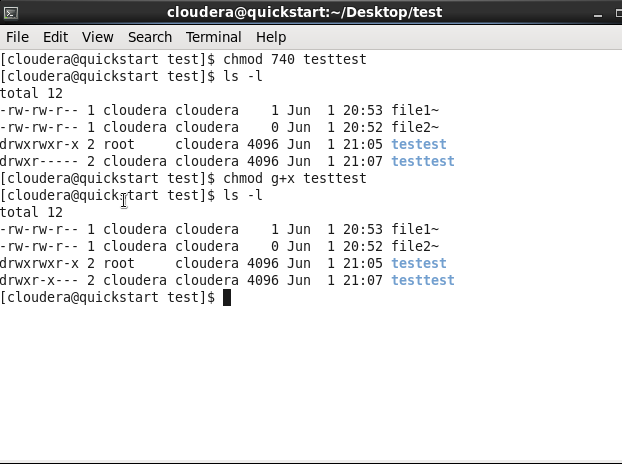 cloudera@quickstart:~/Desktop/test
File Edit View Search Terminal Help
[cloudera@quickstart test]$ chmod 740 testtest
[cloudera@quickstart test]$ ls -l
total 12
-rw-rw-r-- 1 cloudera cloudera    1 Jun  1 20:53 file1~
-rw-rw-r-- 1 cloudera cloudera    0 Jun  1 20:52 file2~
drwxrwxr-x 2 root     cloudera 4096 Jun  1 21:05 testest
drwxr----- 2 cloudera cloudera 4096 Jun  1 21:07 testtest
[cloudera@quickstart test]$ chmod g+x testtest
[cloudera@quickstart test]$ ls -l
total 12
-rw-rw-r-- 1 cloudera cloudera    1 Jun  1 20:53 file1~
-rw-rw-r-- 1 cloudera cloudera    0 Jun  1 20:52 file2~
drwxrwxr-x 2 root     cloudera 4096 Jun  1 21:05 testest
drwxr-x--- 2 cloudera cloudera 4096 Jun  1 21:07 testtest
[cloudera@quickstart test]$